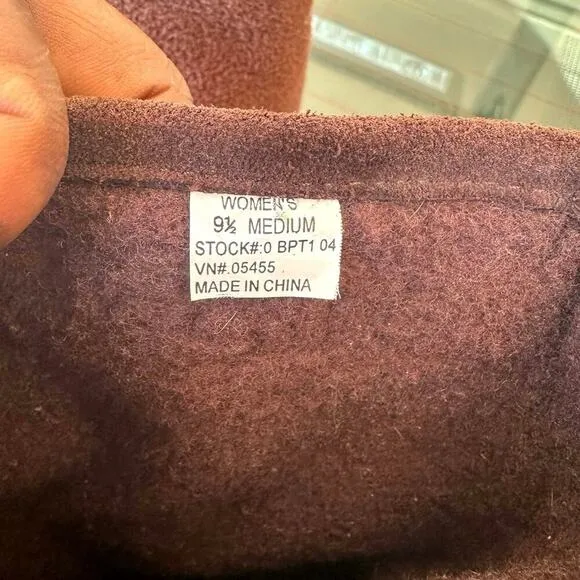 WOMEN'S
9½ MEDIUM
STOCK#:0 BPT1 04
VN#.05455
MADE IN CHINA